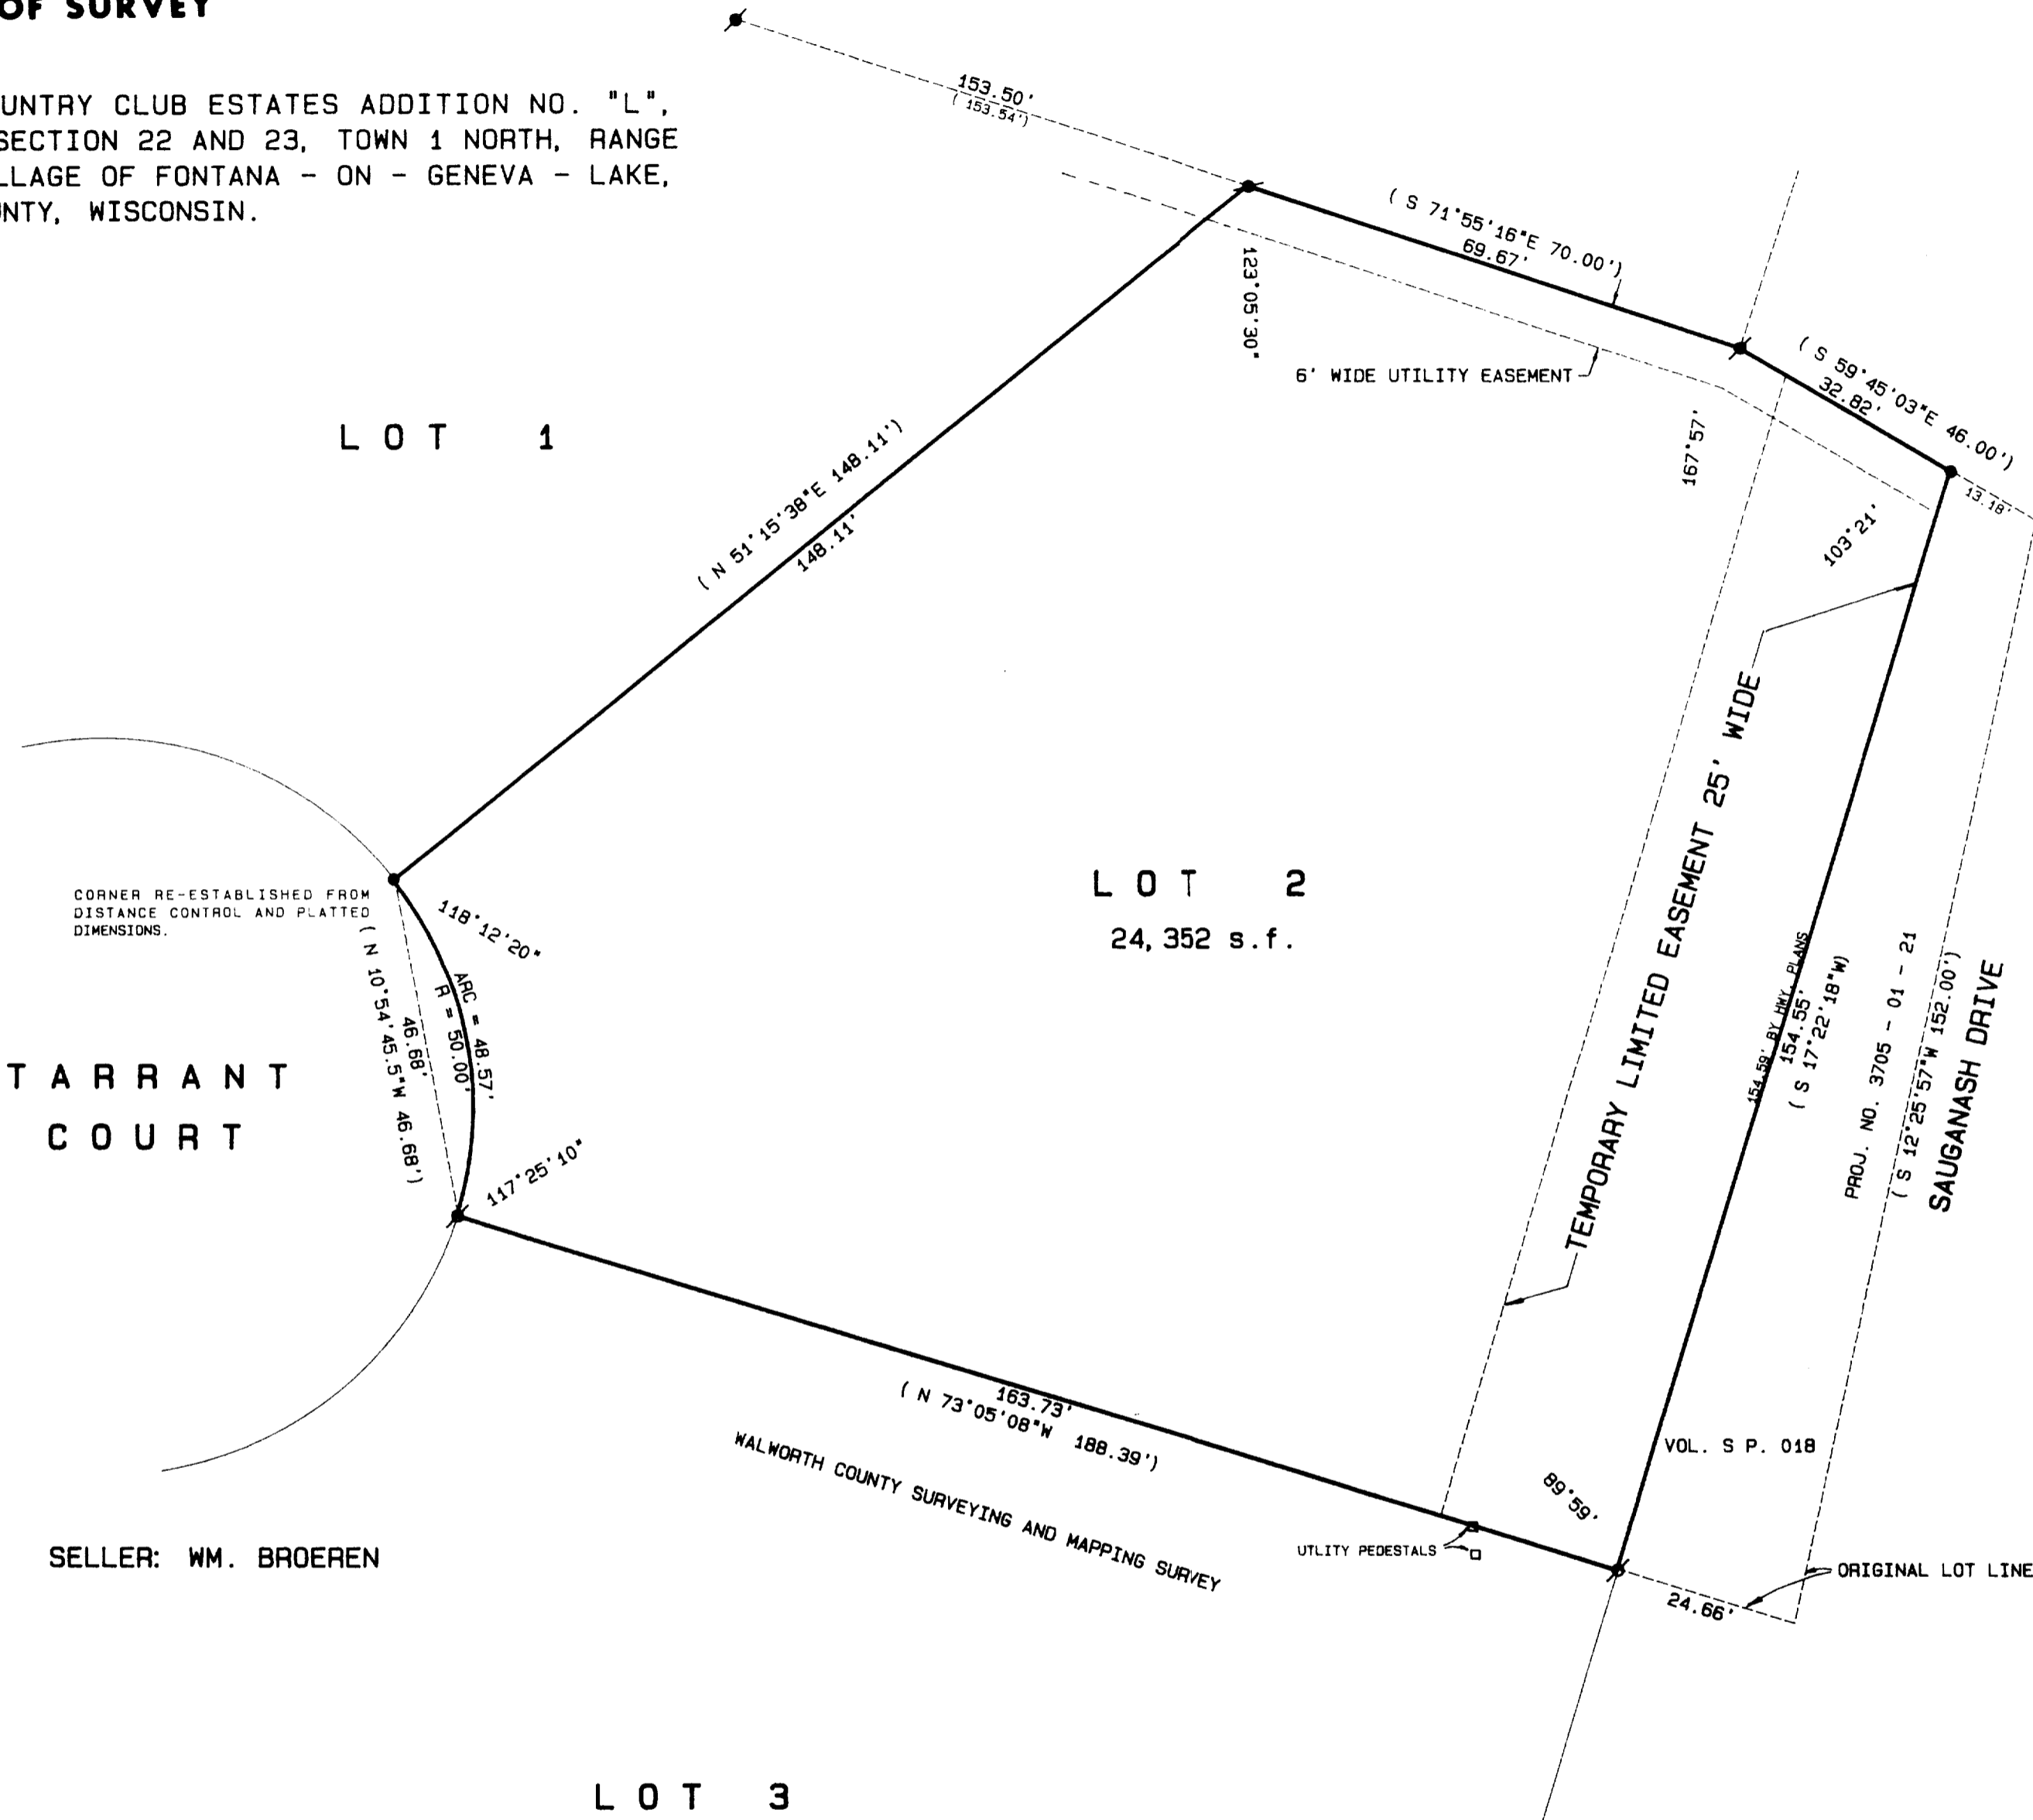 OF SURVEY
UNTRY CLUB ESTATES ADDITION NO. "L",
SECTION 22 AND 23, TOWN 1 NORTH, RANGE
LLAGE OF FONTANA - ON - GENEVA - LAKE,
UNTY, WISCONSIN.
153.50'
( 153.54')
( S 71°55'16"E 70.00')
69.67'
123°05'30"
6' WIDE UTILITY EASEMENT
( S 59°45'03"E 46.00')
32.82'
167°57'
13.18'
103°21'
LOT 1
( N 51°15'38"E 148.11')
148.11'
TEMPORARY LIMITED EASEMENT 25' WIDE
LOT 2
24,352 s.f.
CORNER RE-ESTABLISHED FROM
DISTANCE CONTROL AND PLATTED
DIMENSIONS.
118°12'20"
ARC = 48.57'
R = 50.00'
46.68'
( N 10°54'45.5"W 46.68')
117°25'10"
TARRANT
COURT
154.59' BY HWY. PLANS
154.55'
( S 17°22'18"W)
PROJ. NO. 3705 - 01 - 21
( S 12°25'57"W 152.00')
SAUGANASH DRIVE
163.73'
( N 73°05'08"W 188.39')
WALWORTH COUNTY SURVEYING AND MAPPING SURVEY
VOL. S P. 018
89°59'
UTLITY PEDESTALS
ORIGINAL LOT LINE
24.66'
SELLER: WM. BROEREN
LOT 3